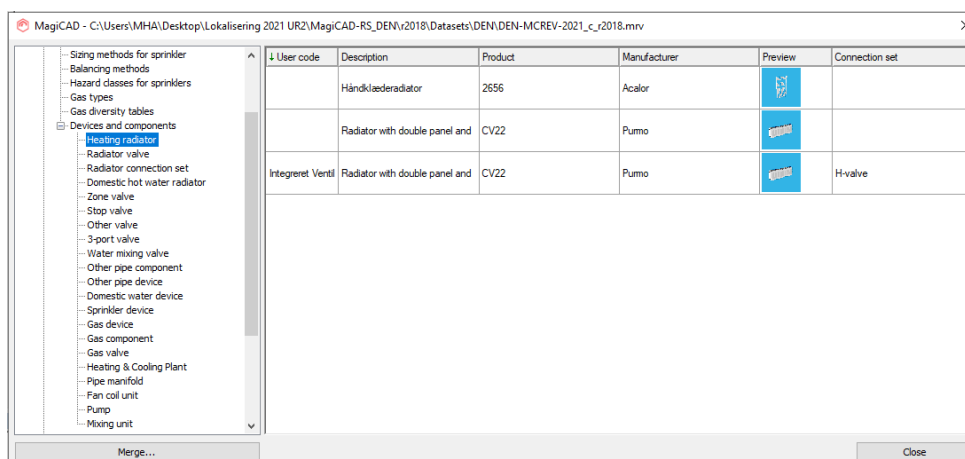 MagiCAD - C:\Users\MHA\Desktop\Lokalisering 2021 UR2\MagiCAD-RS_DEN\r2018\Datasets\DEN\DEN-MCREV-2021_c_r2018.mrv
Sizing methods for sprinkler
Balancing methods
Hazard classes for sprinklers
Gas types
Gas diversity tables
Devices and components
Heating radiator
Radiator valve
Radiator connection set
Domestic hot water radiator
Zone valve
Stop valve
Other valve
3-port valve
Water mixing valve
Other pipe component
Other pipe device
Domestic water device
Sprinkler device
Gas device
Gas component
Gas valve
Heating & Cooling Plant
Pipe manifold
Fan coil unit
Pump
Mixing unit
Merge...
↓ User code Description Product Manufacturer Preview Connection set
Håndklæderadiator 2656 Acalor
Radiator with double panel and CV22 Purmo
Integreret Ventil Radiator with double panel and CV22 Purmo H-valve
Close